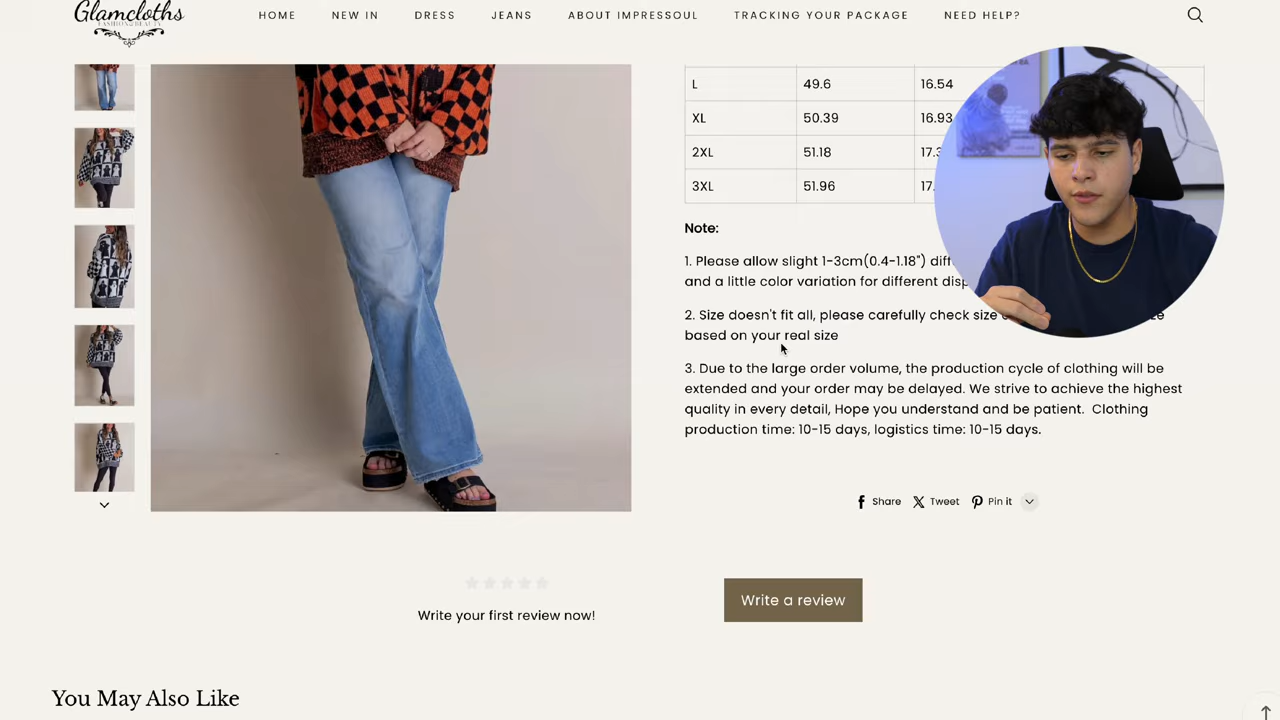 Glamcloths
FASHION BEAUTY
HOME
NEW IN
DRESS
JEANS
ABOUT IMPRESSOUL
TRACKING YOUR PACKAGE
NEED HELP?
L 49.6 16.54
XL 50.39 16.93
2XL 51.18 17.3
3XL 51.96 17.
Note:
1. Please allow slight 1-3cm(0.4-1.18")
and a little color variation for different
2. Size doesn't fit all, please carefully check size
based on your real size
3. Due to the large order volume, the production cycle of clothing will be
extended and your order may be delayed. We strive to achieve the highest
quality in every detail, Hope you understand and be patient. Clothing
production time: 10-15 days, logistics time: 10-15 days.
Share
Tweet
Pin it
Write your first review now!
Write a review
You May Also Like